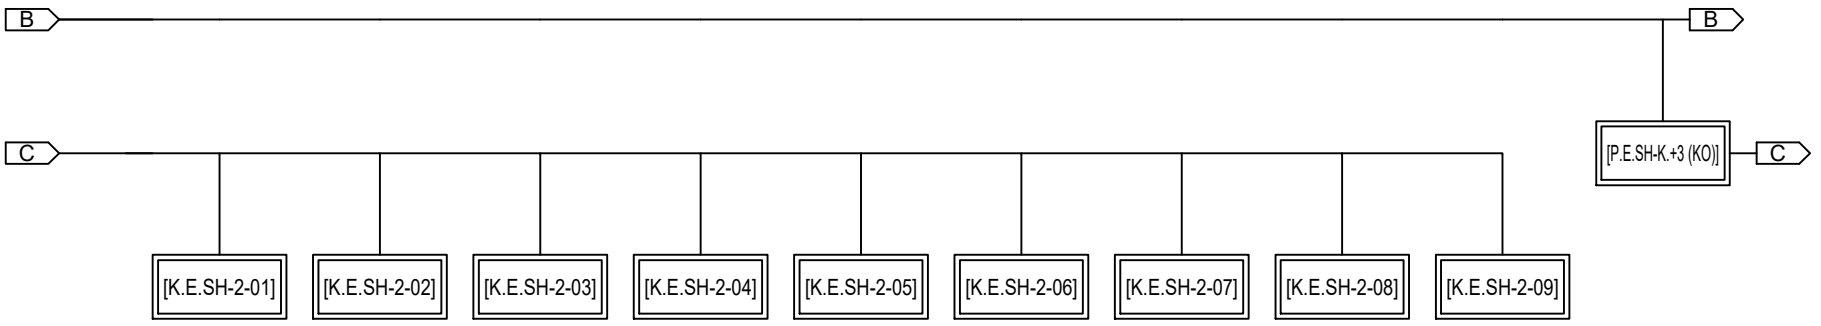 B
B
C
[P.E.SH-K.+3 (KO)]
C
[K.E.SH-2-01]
[K.E.SH-2-02]
[K.E.SH-2-03]
[K.E.SH-2-04]
[K.E.SH-2-05]
[K.E.SH-2-06]
[K.E.SH-2-07]
[K.E.SH-2-08]
[K.E.SH-2-09]